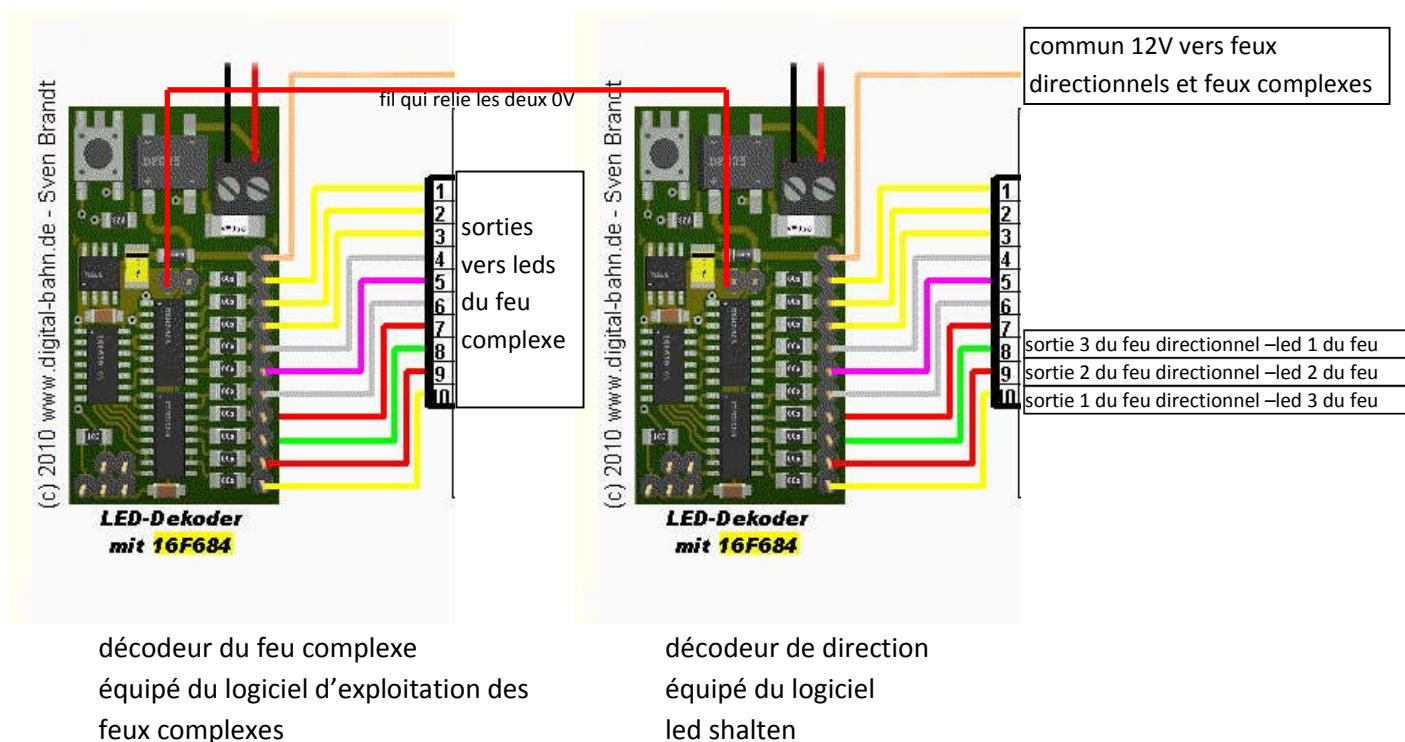 commun 12V vers feux
directionnels et feux complexes
fil qui relie les deux 0V
(c) 2010 www.digital-bahn.de - Sven Brandt
1
2
3
4
5
6
7
8
9
10
sorties
vers leds
du feu
complexe
LED-Dekoder
mit 16F684
(c) 2010 www.digital-bahn.de - Sven Brandt
1
2
3
4
5
6
7
8
9
10
sortie 3 du feu directionnel –led 1 du feu
sortie 2 du feu directionnel –led 2 du feu
sortie 1 du feu directionnel –led 3 du feu
LED-Dekoder
mit 16F684
décodeur du feu complexe
équipé du logiciel d’exploitation des
feux complexes
décodeur de direction
équipé du logiciel
led shalten